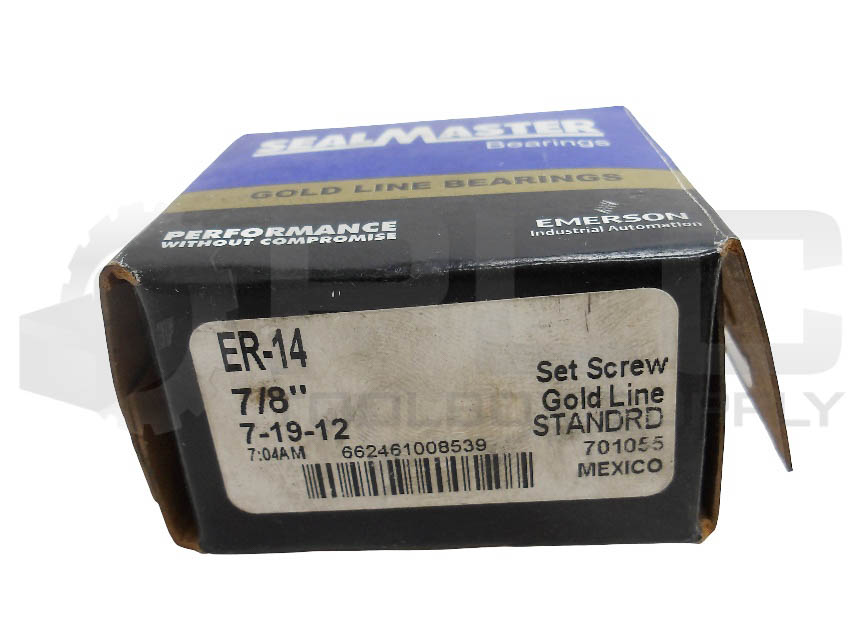 SEALMASTER
Bearings
GOLD LINE BEARINGS
PERFORMANCE
WITHOUT COMPROMISE
EMERSON
Industrial Automation
ER-14
7/8"
7-19-12
7:04AM
662461008539
Set Screw
Gold Line
STANDRD
701055
MEXICO